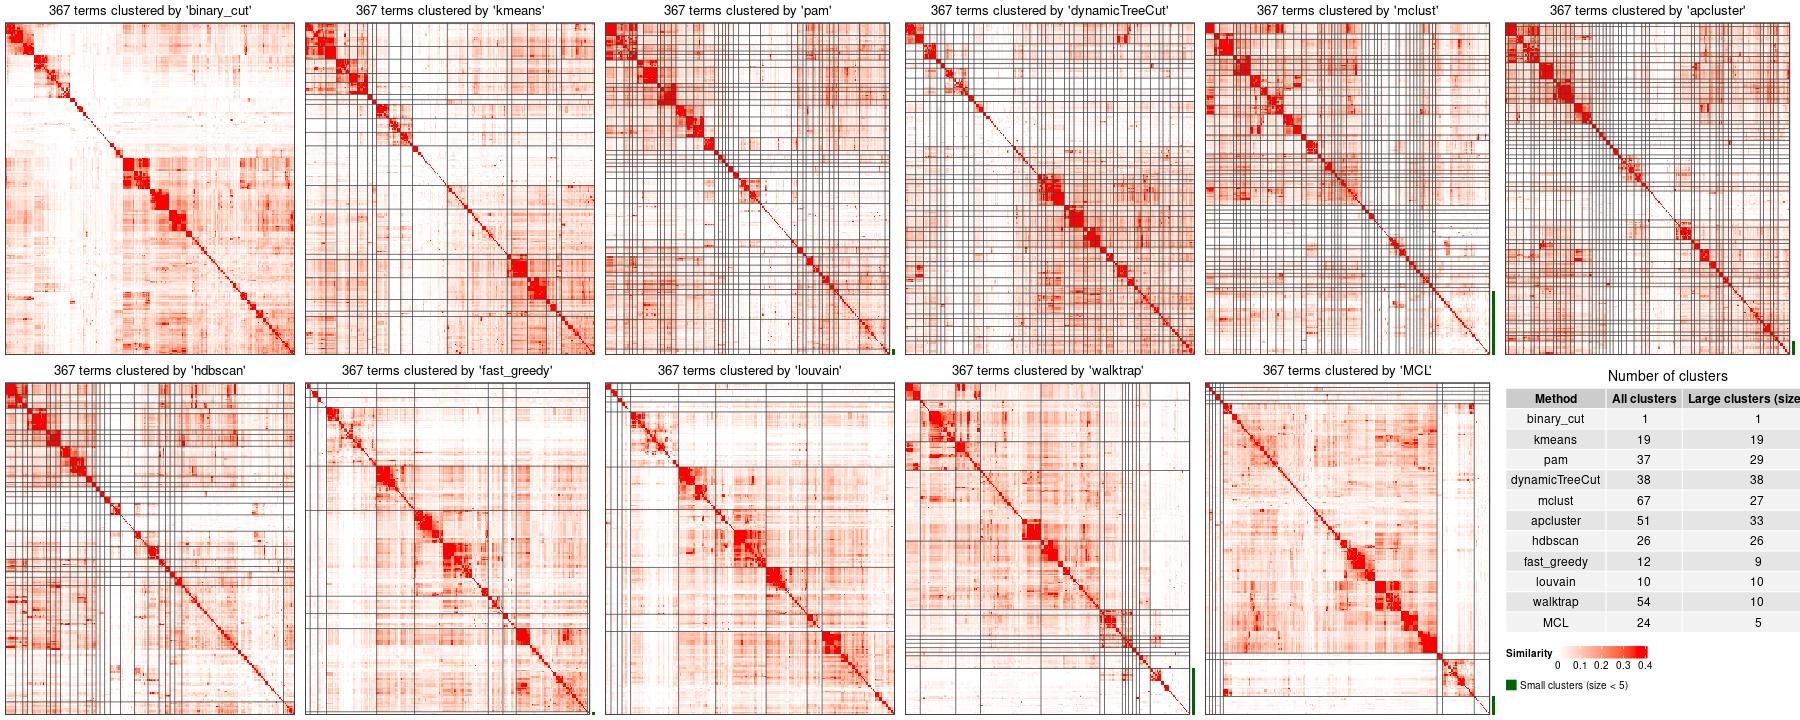 367 terms clustered by 'binary_cut'
367 terms clustered by 'kmeans'
367 terms clustered by 'pam'
367 terms clustered by 'dynamicTreeCut'
367 terms clustered by 'mclust'
367 terms clustered by 'apcluster'
367 terms clustered by 'hdbscan'
367 terms clustered by 'fast_greedy'
367 terms clustered by 'louvain'
367 terms clustered by 'walktrap'
367 terms clustered by 'MCL'
Number of clusters
Method All clusters Large clusters (size
binary_cut 1 1
kmeans 19 19
pam 37 29
dynamicTreeCut 38 38
mclust 67 27
apcluster 51 33
hdbscan 26 26
fast_greedy 12 9
louvain 10 10
walktrap 54 10
MCL 24 5
Similarity
0 0.1 0.2 0.3 0.4
Small clusters (size < 5)